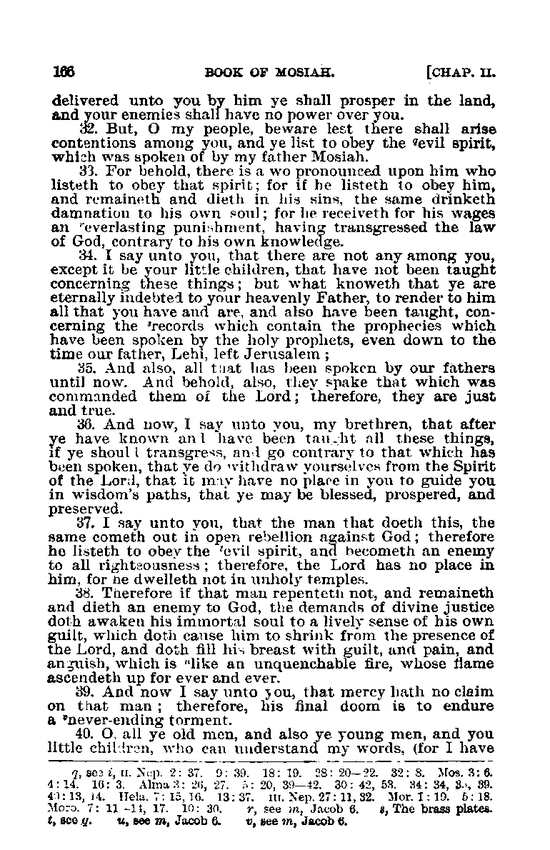 166 BOOK OF MOSIAH. [CHAP. II.
delivered unto you by him ye shall prosper in the land,
and your enemies shall have no power over you.
32. But, O my people, beware lest there shall arise
contentions among you, and ye list to obey the qevil spirit,
which was spoken of by my father Mosiah.
33. For behold, there is a wo pronounced upon him who
listeth to obey that spirit; for if he listeth to obey him,
and remaineth and dieth in his sins, the same drinketh
damnation to his own soul; for he receiveth for his wages
an reverlasting punishment, having transgressed the law
of God, contrary to his own knowledge.
34. I say unto you, that there are not any among you,
except it be your little children, that have not been taught
concerning these things; but what knoweth that ye are
eternally indebted to your heavenly Father, to render to him
all that you have and are, and also have been taught, con-
cerning the srecords which contain the prophecies which
have been spoken by the holy prophets, even down to the
time our father, Lehi, left Jerusalem;
35. And also, all that has been spoken by our fathers
until now. And behold, also, they spake that which was
commanded them of the Lord; therefore, they are just
and true.
36. And now, I say unto you, my brethren, that after
ye have known and have been taught all these things,
if ye should transgress, and go contrary to that which has
been spoken, that ye do withdraw yourselves from the Spirit
of the Lord, that it may have no place in you to guide you
in wisdom's paths, that ye may be blessed, prospered, and
preserved.
37. I say unto you, that the man that doeth this, the
same cometh out in open rebellion against God; therefore
he listeth to obey the tevil spirit, and becometh an enemy
to all righteousness; therefore, the Lord has no place in
him, for he dwelleth not in unholy temples.
38. Therefore if that man repenteth not, and remaineth
and dieth an enemy to God, the demands of divine justice
doth awaken his immortal soul to a lively sense of his own
guilt, which doth cause him to shrink from the presence of
the Lord, and doth fill his breast with guilt, and pain, and
anguish, which is ulike an unquenchable fire, whose flame
ascendeth up for ever and ever.
39. And now I say unto you, that mercy hath no claim
on that man; therefore, his final doom is to endure
a vnever-ending torment.
40. O, all ye old men, and also ye young men, and you
little children, who can understand my words, (for I have
q, see i, II. Nep. 2: 37. 9: 39. 18: 19. 28: 20—22. 32: 8. Mos. 3: 6.
4: 14. 16: 3. Alma 3: 26, 27. 5: 20, 39—42. 30: 42, 53. 34: 34, 35, 39.
40: 13, 14. Hela. 7: 15, 16. 13: 37. III. Nep. 27: 11, 32. Mor. 1: 19. 5: 18.
Moro. 7: 11—14, 17. 10: 30. r, see m, Jacob 6. s, The brass plates.
t, see q. u, see m, Jacob 6. v, see m, Jacob 6.